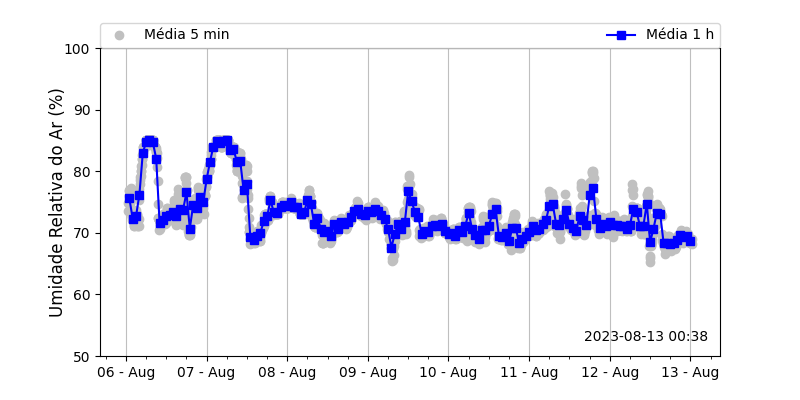 Média 5 min
Média 1 h
Umidade Relativa do Ar (%)
100
90
80
70
60
50
2023-08-13 00:38
06 - Aug
07 - Aug
08 - Aug
09 - Aug
10 - Aug
11 - Aug
12 - Aug
13 - Aug